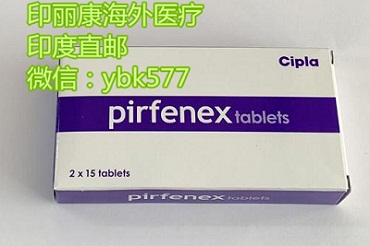 印丽康海外医疗
印度直邮
微信：ybk577
Cipla
pirfenex tablets
2 x 15 tablets
pirfenex tablets